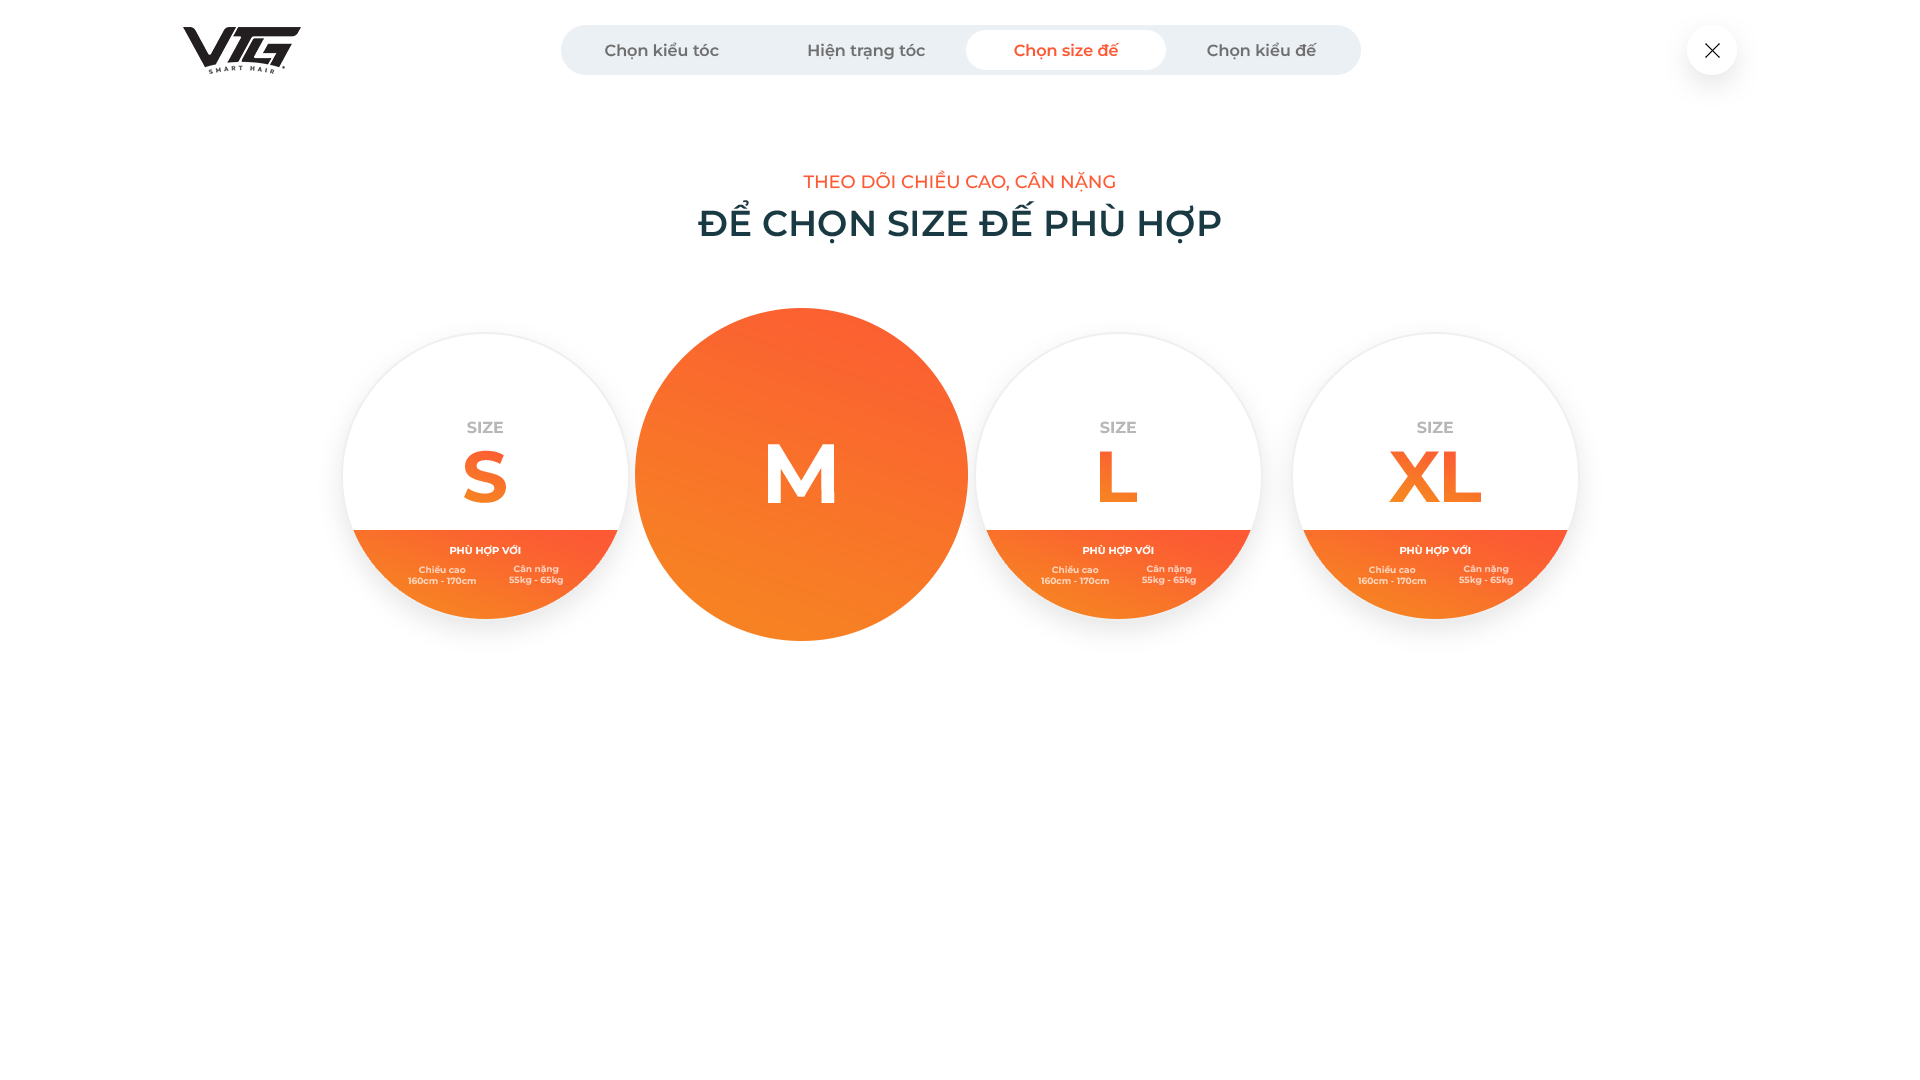 VTG
SMART HAIR
Chọn kiểu tóc
Hiện trạng tóc
Chọn size đế
Chọn kiểu đế
THEO DÕI CHIỀU CAO, CÂN NẶNG
ĐỂ CHỌN SIZE ĐẾ PHÙ HỢP
SIZE
S
PHÙ HỢP VỚI
Chiều cao
160cm - 170cm
Cân nặng
55kg - 65kg
M
SIZE
L
PHÙ HỢP VỚI
Chiều cao
160cm - 170cm
Cân nặng
55kg - 65kg
SIZE
XL
PHÙ HỢP VỚI
Chiều cao
160cm - 170cm
Cân nặng
55kg - 65kg